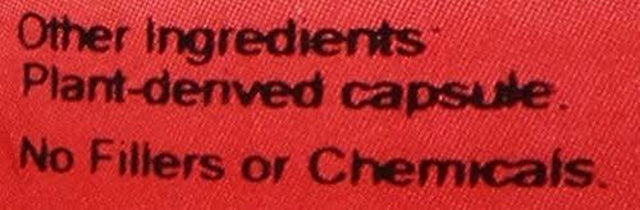 Other Ingredients:
Plant-derived capsule.
No Fillers or Chemicals.